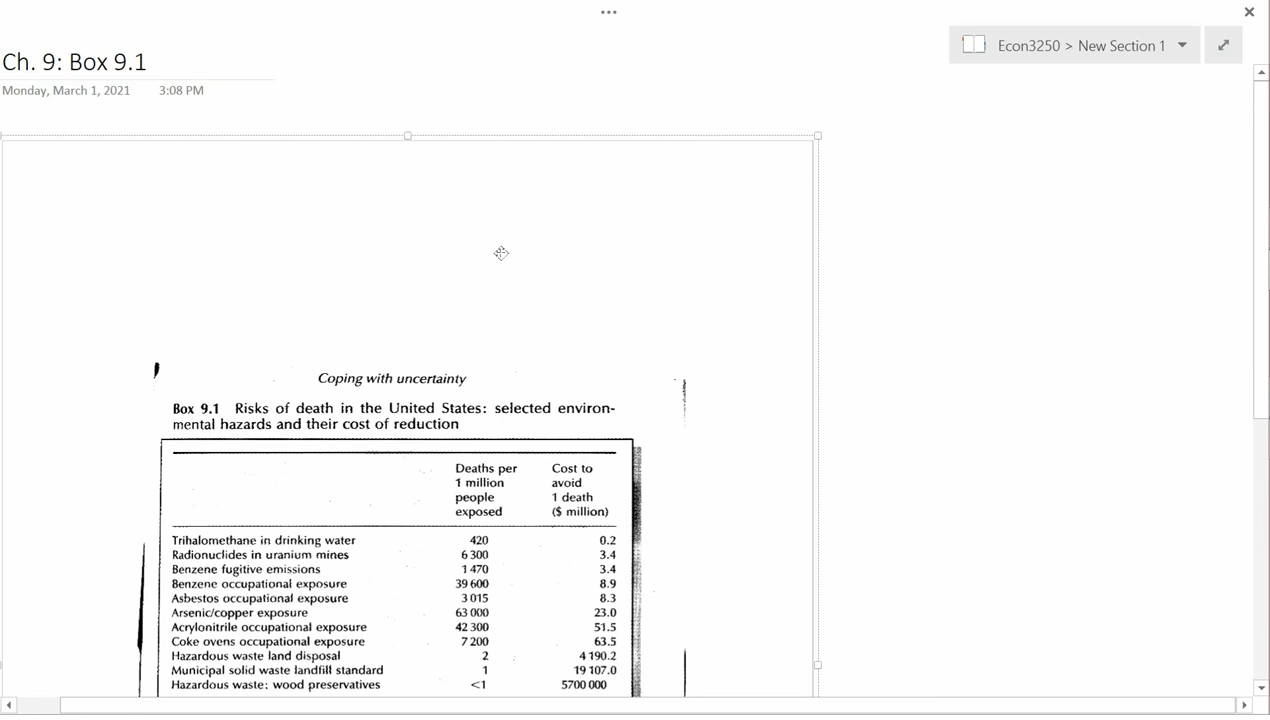 Econ3250 > New Section 1
Ch. 9: Box 9.1
Monday, March 1, 2021 3:08 PM
Coping with uncertainty
Box 9.1 Risks of death in the United States: selected environ-
mental hazards and their cost of reduction
Deaths per 1 million people exposed Cost to avoid 1 death ($ million)
Trihalomethane in drinking water 420 0.2
Radionuclides in uranium mines 6 300 3.4
Benzene fugitive emissions 1 470 3.4
Benzene occupational exposure 39 600 8.9
Asbestos occupational exposure 3 015 8.3
Arsenic/copper exposure 63 000 23.0
Acrylonitrile occupational exposure 42 300 51.5
Coke ovens occupational exposure 7 200 63.5
Hazardous waste land disposal 2 4 190.2
Municipal solid waste landfill standard 1 19 107.0
Hazardous waste: wood preservatives <1 5700 000